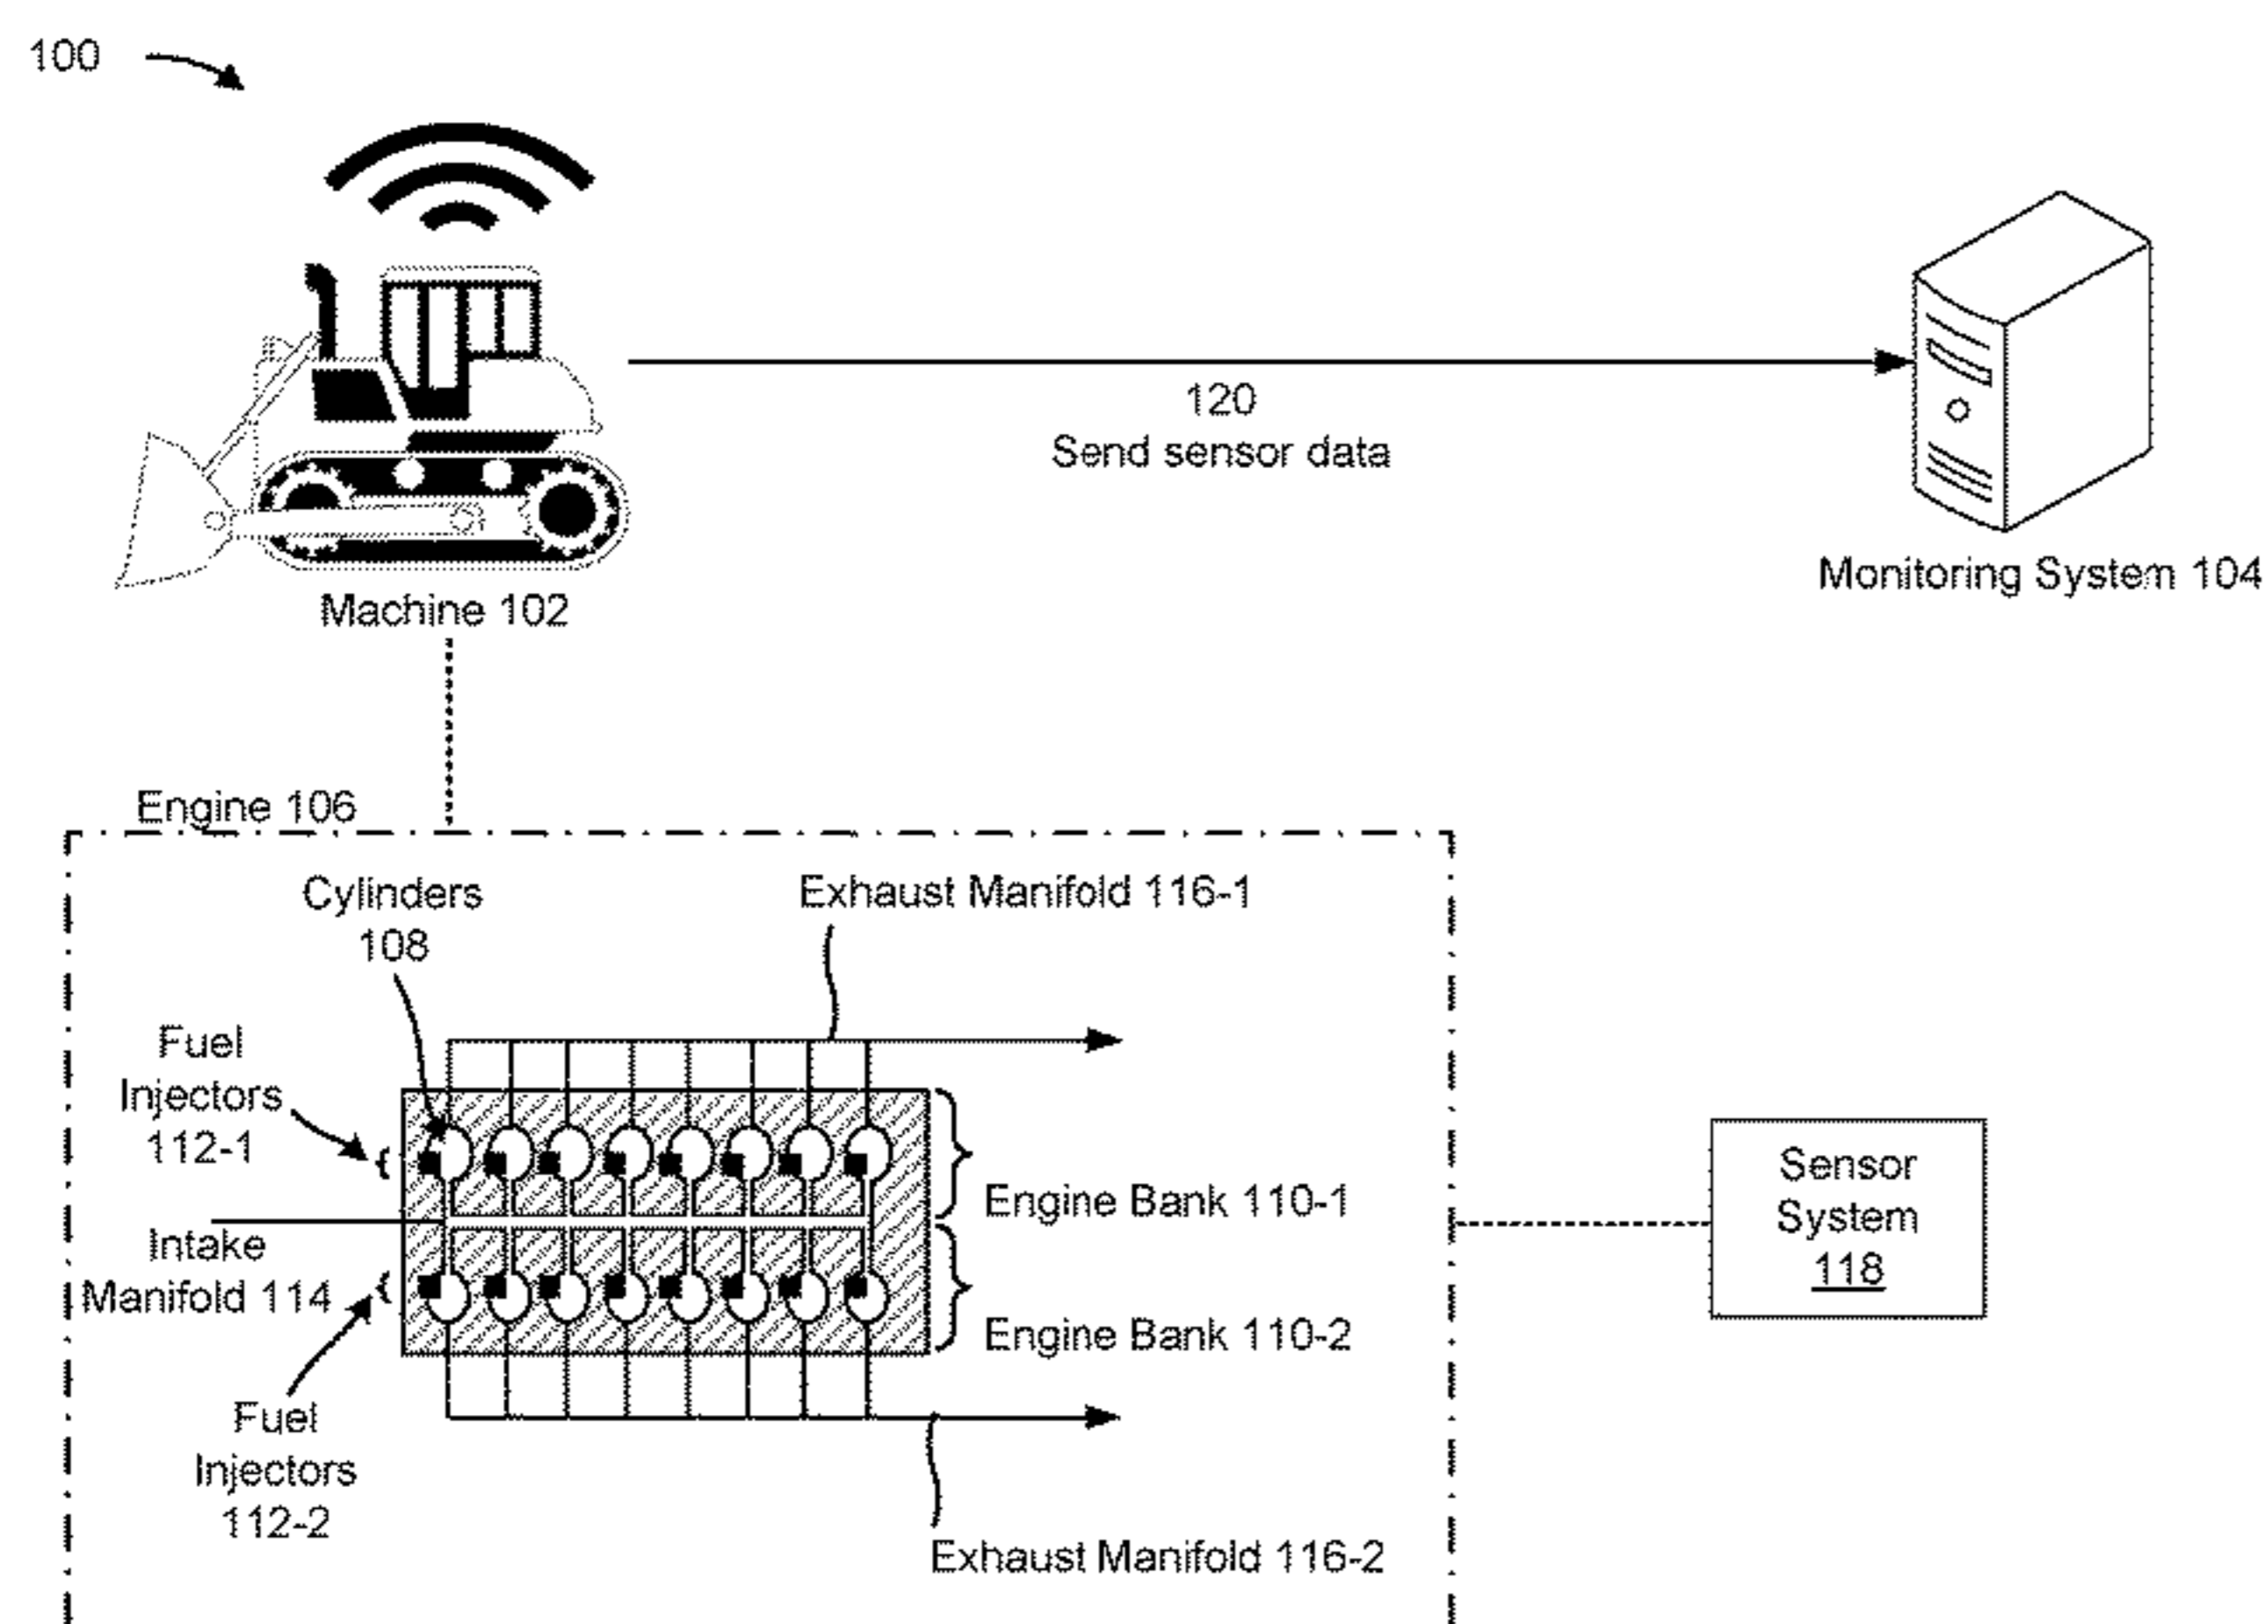 100
120
Send sensor data
Monitoring System 104
Machine 102
Engine 106
Cylinders
108
Exhaust Manifold 116-1
Fuel
Injectors
112-1
Engine Bank 110-1
Intake
Manifold 114
Engine Bank 110-2
Sensor
System
118
Fuel
Injectors
112-2
Exhaust Manifold 116-2